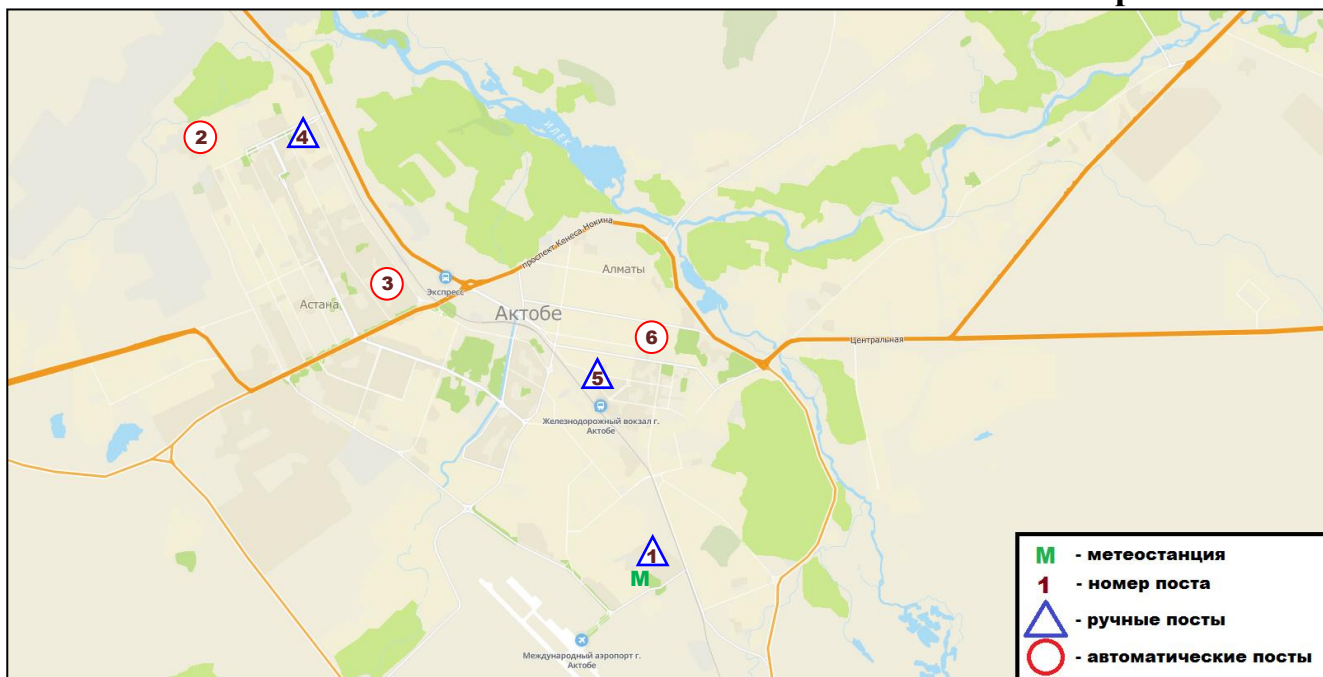 2
4
ИЛЕК
проспект Кенеса Нокина
Алматы
3
Экспресс
Астана
Актобе
6
Центральная
5
Железнодорожный вокзал г.
Актобе
1
М
Международный аэропорт г.
Актобе
М - метеостанция
1 - номер поста
- ручные посты
- автоматические посты